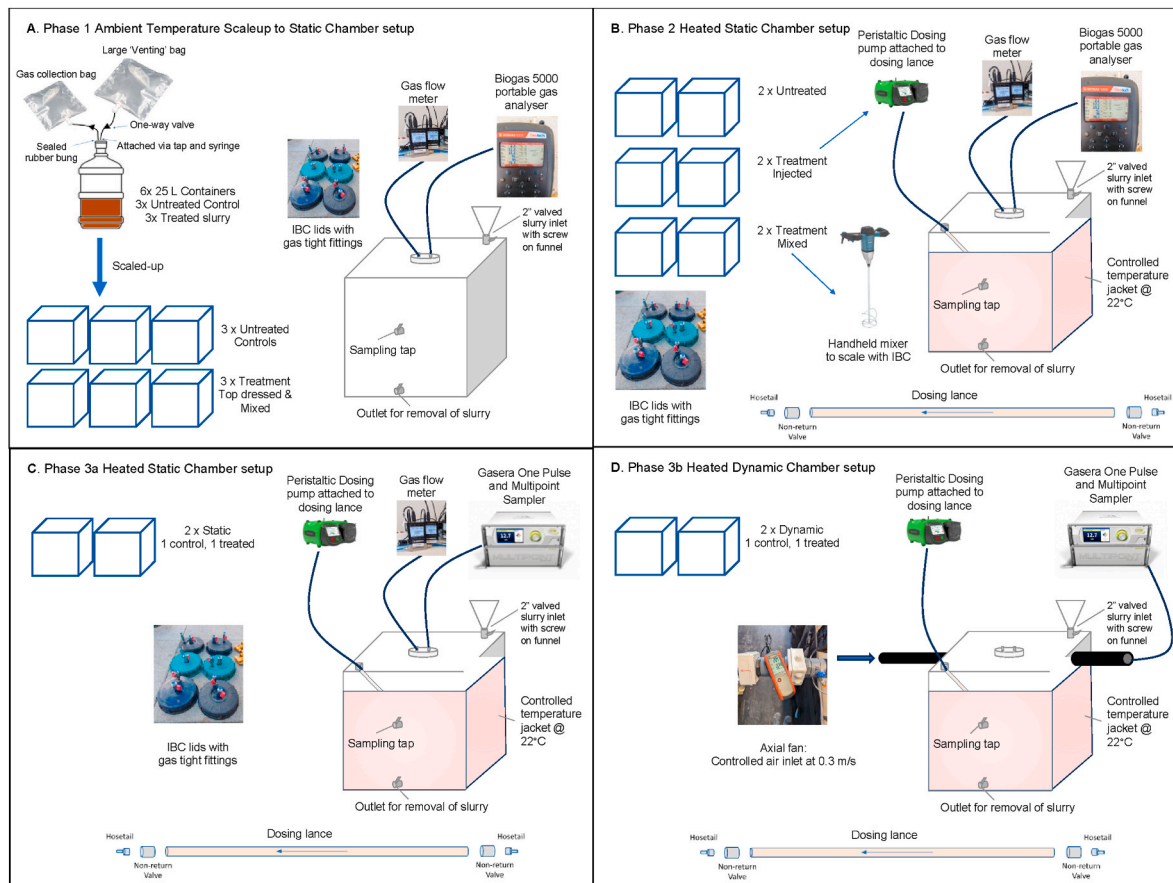 A. Phase 1 Ambient Temperature Scaleup to Static Chamber setup
Large 'Venting' bag
Gas collection bag
One-way valve
Sealed
rubber bung
Attached via tap and syringe
6x 25 L Containers
3x Untreated Control
3x Treated slurry
Scaled-up
3 x Untreated
Controls
3 x Treatment
Top dressed &
Mixed
IBC lids with
gas tight fittings
Gas flow
meter
Biogas 5000
portable gas
analyser
2" valved
slurry inlet
with screw
on funnel
Sampling tap
Outlet for removal of slurry
B. Phase 2 Heated Static Chamber setup
2 x Untreated
2 x Treatment
Injected
2 x Treatment
Mixed
Peristaltic Dosing
pump attached to
dosing lance
Gas flow
meter
Biogas 5000
portable gas
analyser
2" valved
slurry inlet
with screw
on funnel
Controlled
temperature
jacket @
22°C
Sampling tap
Handheld mixer
to scale with IBC
Outlet for removal of slurry
IBC lids with
gas tight fittings
Dosing lance
Hosetail
Non-return
Valve
Hosetail
Non-return
Valve
C. Phase 3a Heated Static Chamber setup
2 x Static
1 control, 1 treated
Peristaltic Dosing
pump attached to
dosing lance
Gas flow
meter
Gasera One Pulse
and Multipoint
Sampler
12.7
MULTIPOINT
2" valved
slurry inlet
with screw
on funnel
IBC lids with
gas tight fittings
Controlled
temperature
jacket @
22°C
Sampling tap
Outlet for removal of slurry
Dosing lance
Hosetail
Non-return
Valve
Hosetail
Non-return
Valve
D. Phase 3b Heated Dynamic Chamber setup
2 x Dynamic
1 control, 1 treated
Peristaltic Dosing
pump attached to
dosing lance
Gasera One Pulse
and Multipoint
Sampler
12.7
MULTIPOINT
2" valved
slurry inlet
with screw
on funnel
Axial fan:
Controlled air inlet at 0.3 m/s
Controlled
temperature
jacket @
22°C
Sampling tap
Outlet for removal of slurry
Dosing lance
Hosetail
Non-return
Valve
Hosetail
Non-return
Valve